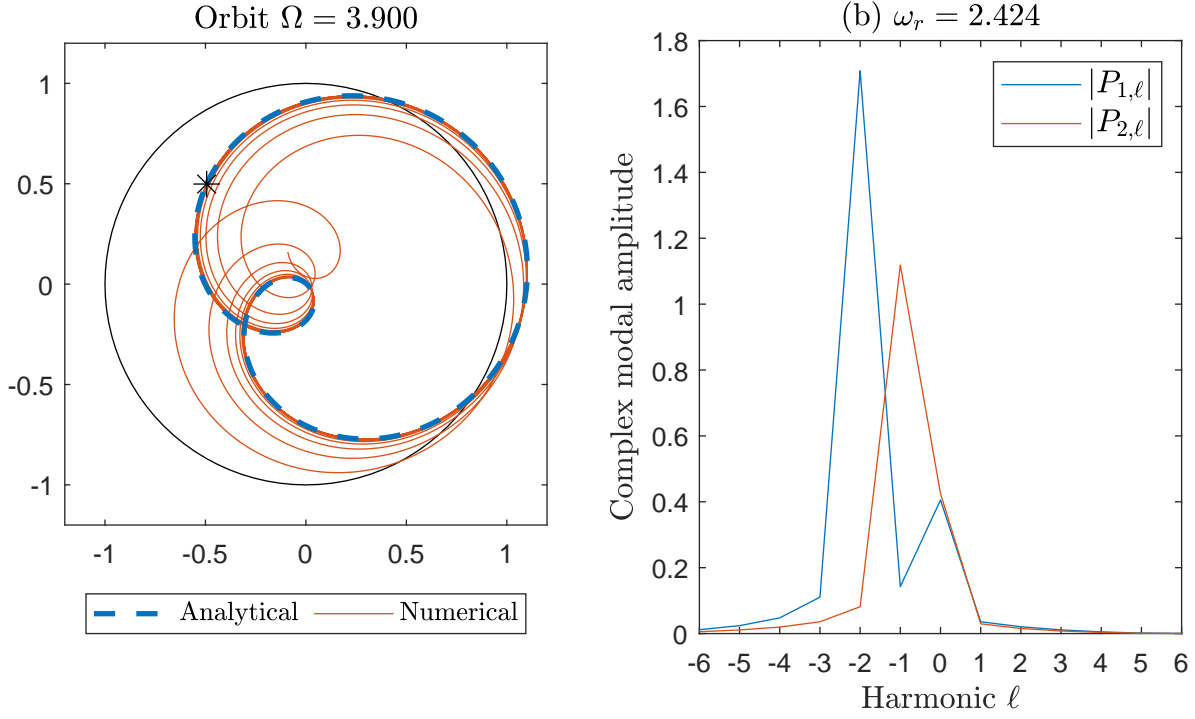 Orbit Ω = 3.900
1
0.5
0
-0.5
-1
-1 -0.5 0 0.5 1
Analytical Numerical
(b) ω_r = 2.424
|P_{1,ℓ}|
|P_{2,ℓ}|
Complex modal amplitude
1.8
1.6
1.4
1.2
1
0.8
0.6
0.4
0.2
0
-6 -5 -4 -3 -2 -1 0 1 2 3 4 5 6
Harmonic ℓ